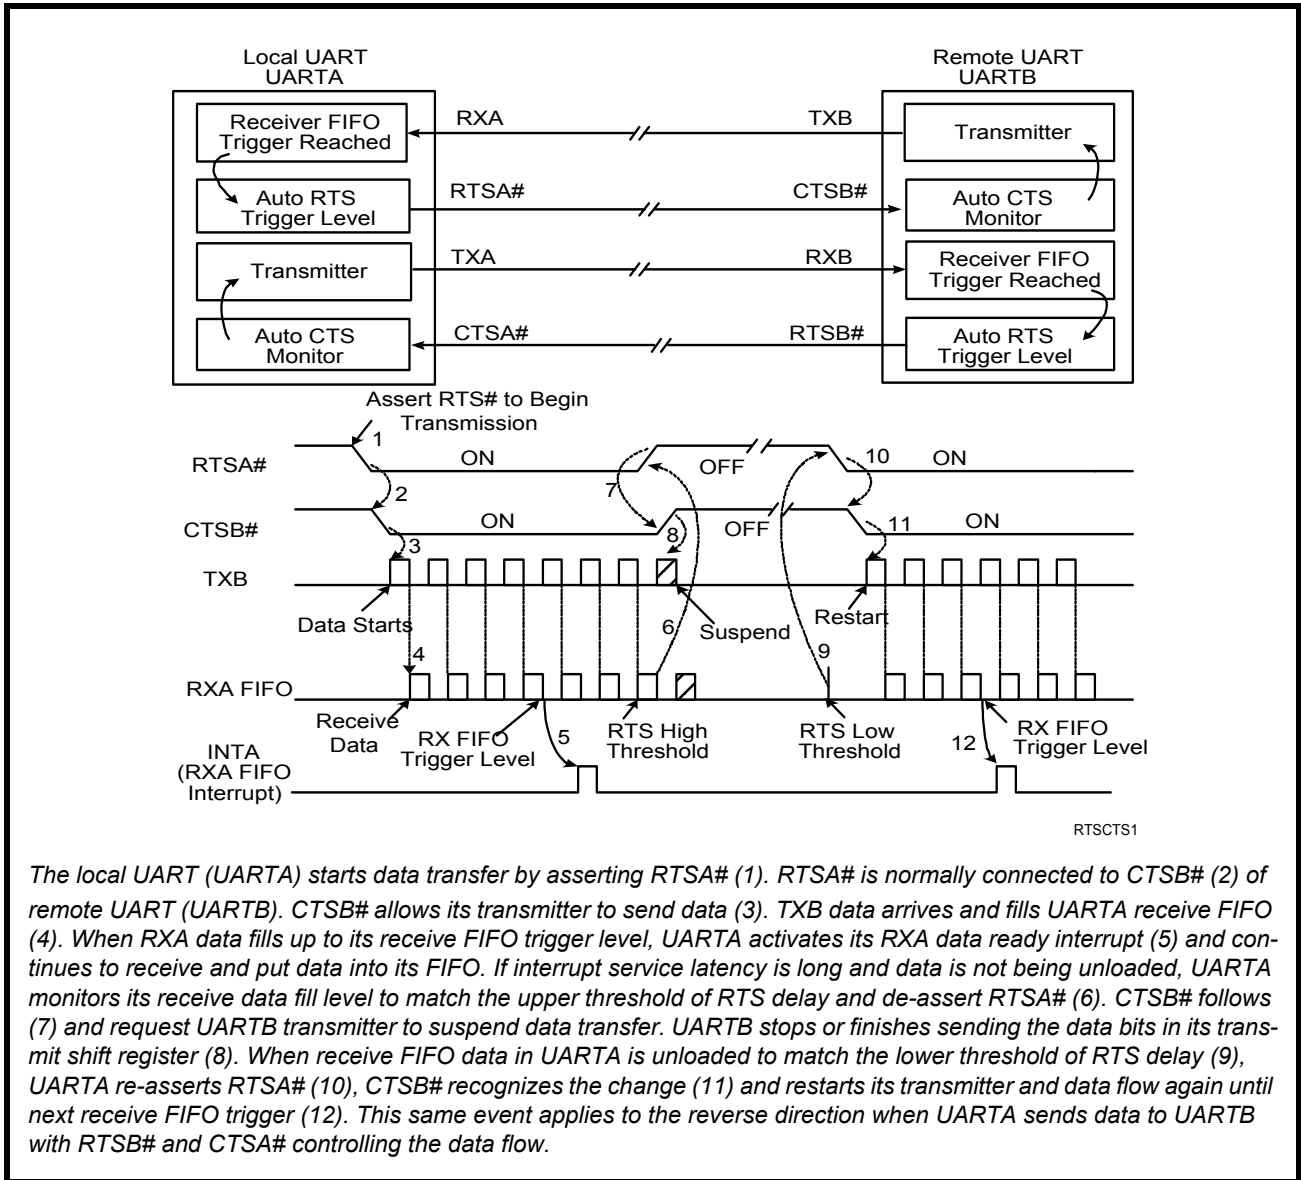 Local UART
UARTA
Remote UART
UARTB
Receiver FIFO
Trigger Reached
RXA
TXB
Transmitter
Auto RTS
Trigger Level
RTSA#
CTSB#
Auto CTS
Monitor
Transmitter
TXA
RXB
Receiver FIFO
Trigger Reached
Auto CTS
Monitor
CTSA#
RTSB#
Auto RTS
Trigger Level
Assert RTS# to Begin
Transmission
RTSA#
1
ON
7
OFF
10
ON
2
CTSB#
ON
8
OFF
11
ON
3
TXB
Data Starts
6
Suspend
Restart
4
9
RXA FIFO
Receive
Data
RX FIFO
Trigger Level
5
RTS High
Threshold
RTS Low
Threshold
12
RX FIFO
Trigger Level
INTA
(RXA FIFO
Interrupt)
RTSCTS1
The local UART (UARTA) starts data transfer by asserting RTSA# (1). RTSA# is normally connected to CTSB# (2) of
remote UART (UARTB). CTSB# allows its transmitter to send data (3). TXB data arrives and fills UARTA receive FIFO
(4). When RXA data fills up to its receive FIFO trigger level, UARTA activates its RXA data ready interrupt (5) and con-
tinues to receive and put data into its FIFO. If interrupt service latency is long and data is not being unloaded, UARTA
monitors its receive data fill level to match the upper threshold of RTS delay and de-assert RTSA# (6). CTSB# follows
(7) and request UARTB transmitter to suspend data transfer. UARTB stops or finishes sending the data bits in its trans-
mit shift register (8). When receive FIFO data in UARTA is unloaded to match the lower threshold of RTS delay (9),
UARTA re-asserts RTSA# (10), CTSB# recognizes the change (11) and restarts its transmitter and data flow again until
next receive FIFO trigger (12). This same event applies to the reverse direction when UARTA sends data to UARTB
with RTSB# and CTSA# controlling the data flow.